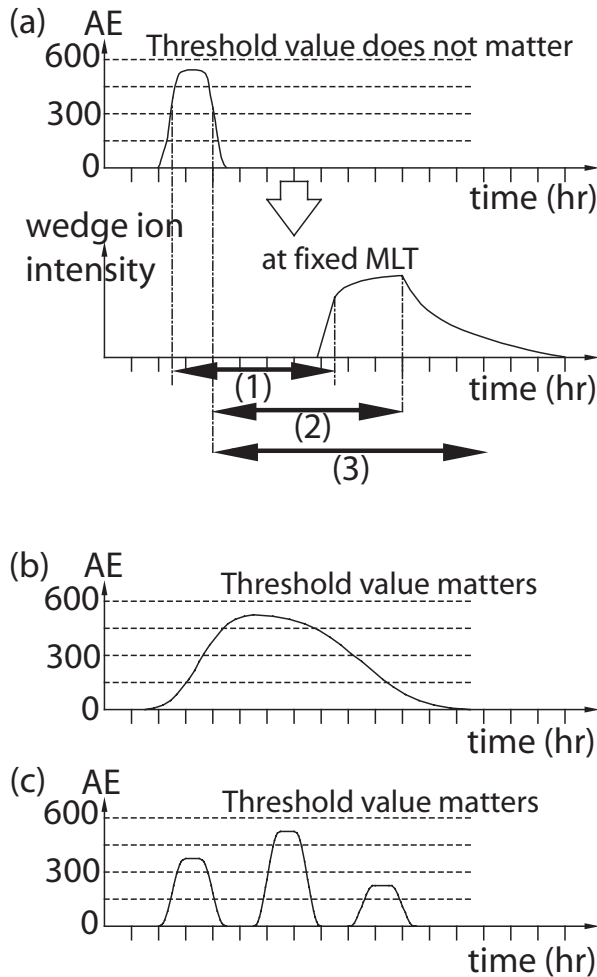 (a) AE
Threshold value does not matter
600
300
0
time (hr)
wedge ion
intensity
at fixed MLT
time (hr)
(1)
(2)
(3)
(b) AE
Threshold value matters
600
300
0
time (hr)
(c) AE
Threshold value matters
600
300
0
time (hr)